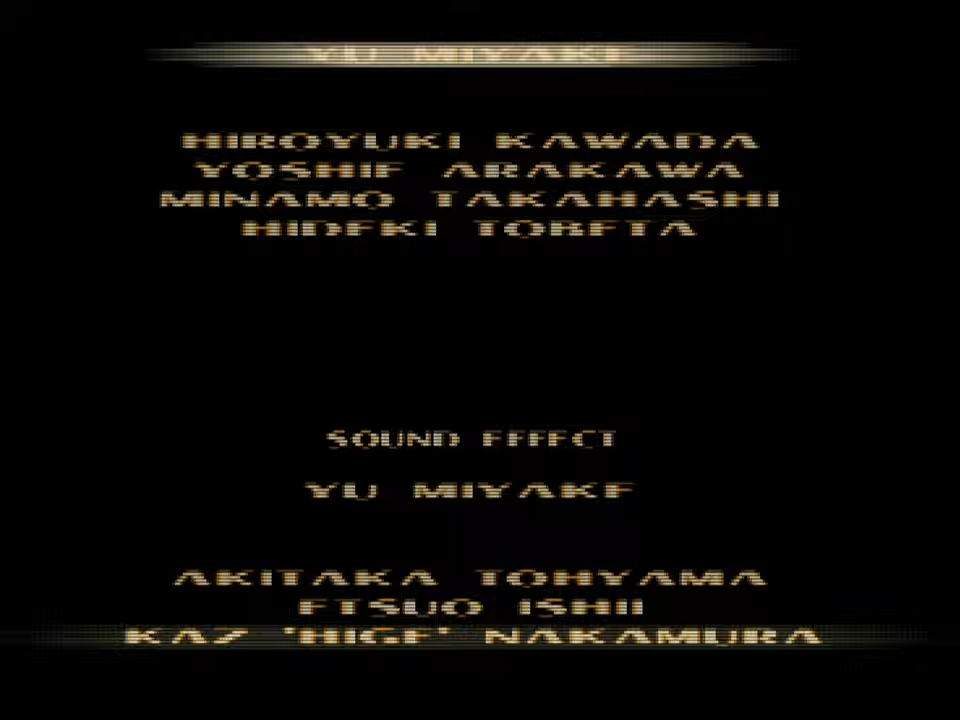 YU MIYAKE
HIROYUKI KAWADA
YOSHIE ARAKAWA
MINAMO TAKAHASHI
HIDEKI TOBETA
SOUND EFFECT
YU MIYAKE
AKITAKA TOHYAMA
ETSUO ISHII
KAZ "HIGE" NAKAMURA